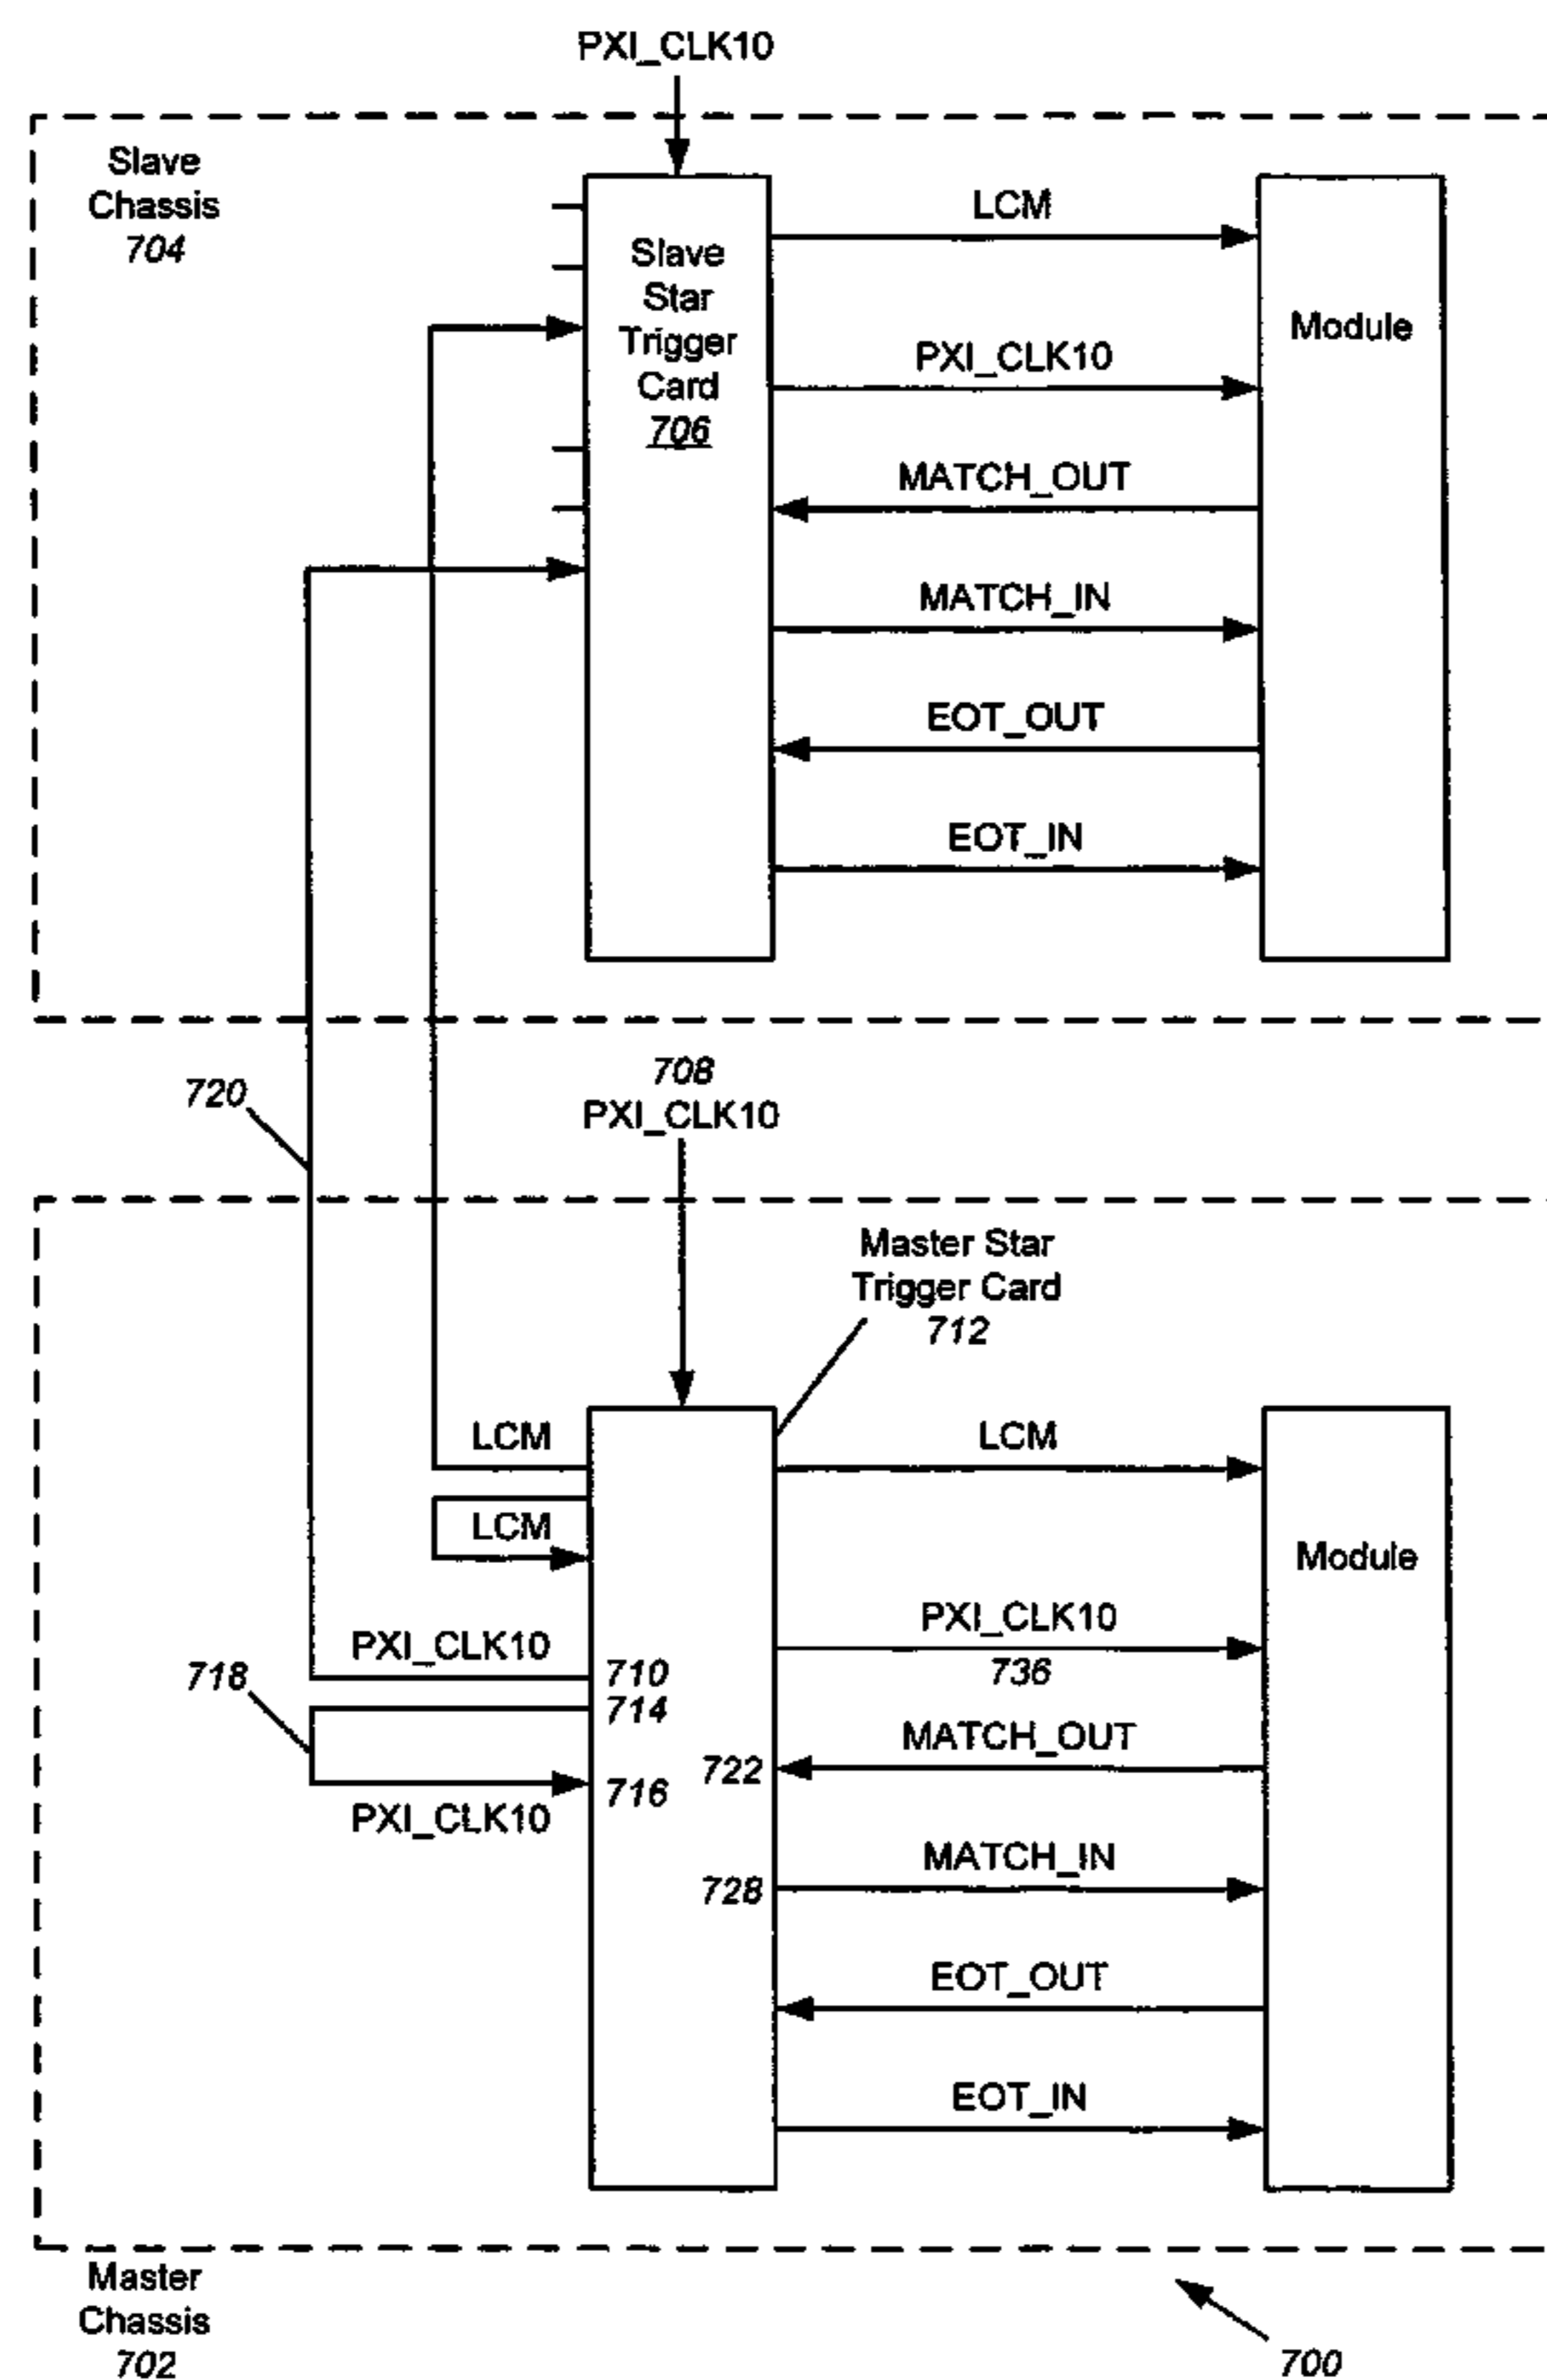 PXI_CLK10
Slave
Chassis
704
Slave
Star
Trigger
Card
706
LCM
PXI_CLK10
MATCH_OUT
MATCH_IN
EOT_OUT
EOT_IN
Module
720
708
PXI_CLK10
Master Star
Trigger Card
712
LCM
LCM
PXI_CLK10
718
PXI_CLK10
710
714
716
722
728
LCM
PXI_CLK10
736
MATCH_OUT
MATCH_IN
EOT_OUT
EOT_IN
Module
Master
Chassis
702
700